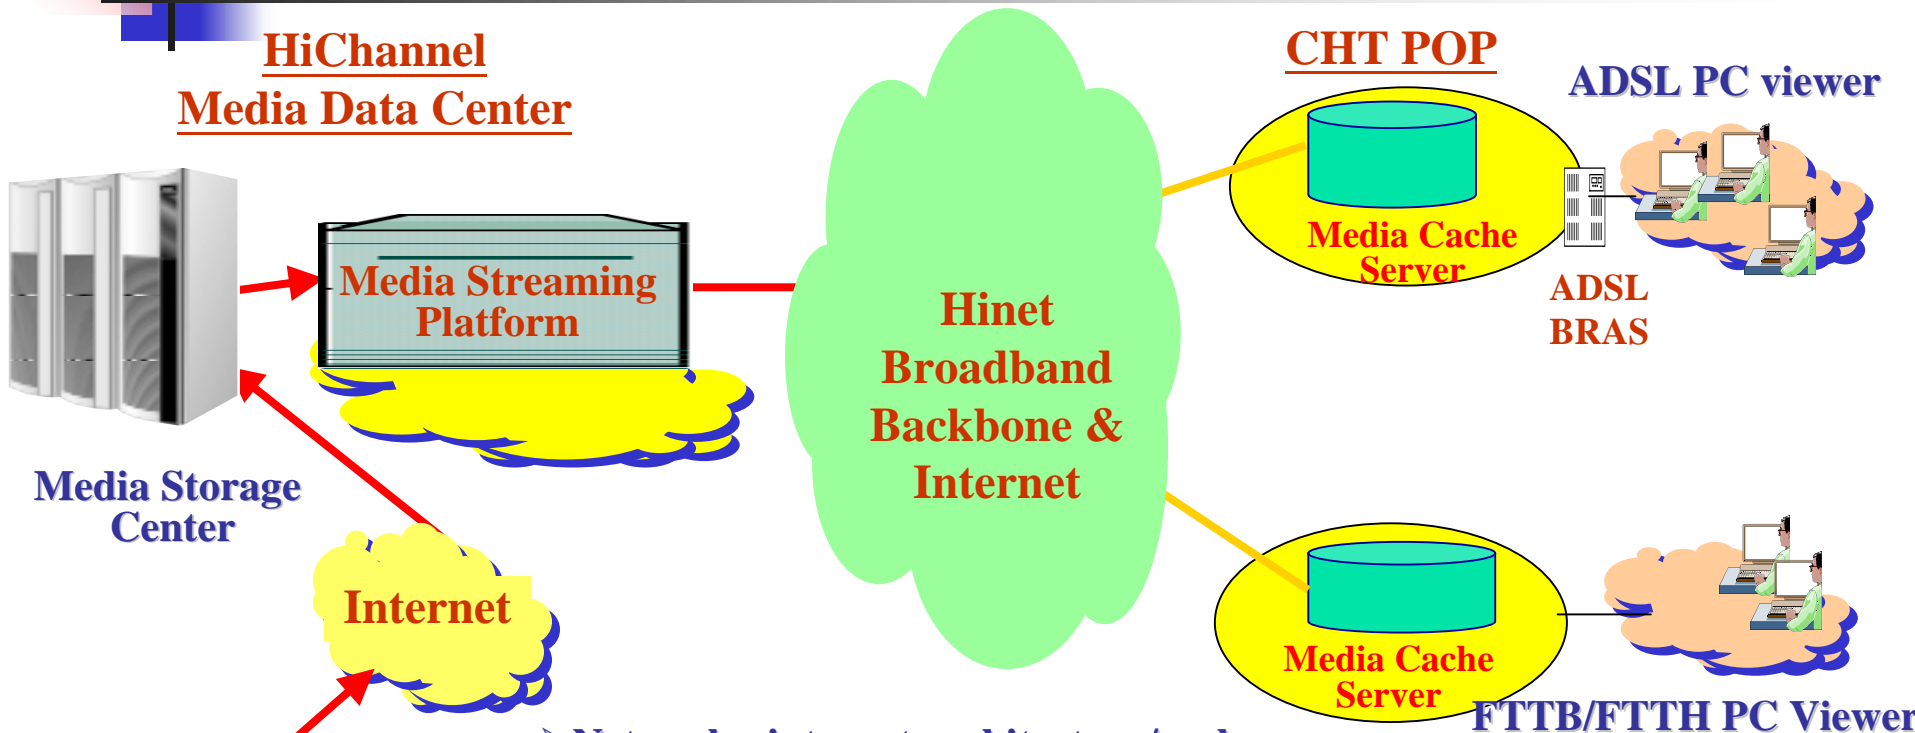 HiChannel
Media Data Center
CHT POP
ADSL PC viewer
Media Cache
Server
ADSL
BRAS
Media Streaming
Platform
Hinet
Broadband
Backbone &
Internet
Media Storage
Center
Internet
Media Cache
Server
FTTB/FTTH PC Viewer